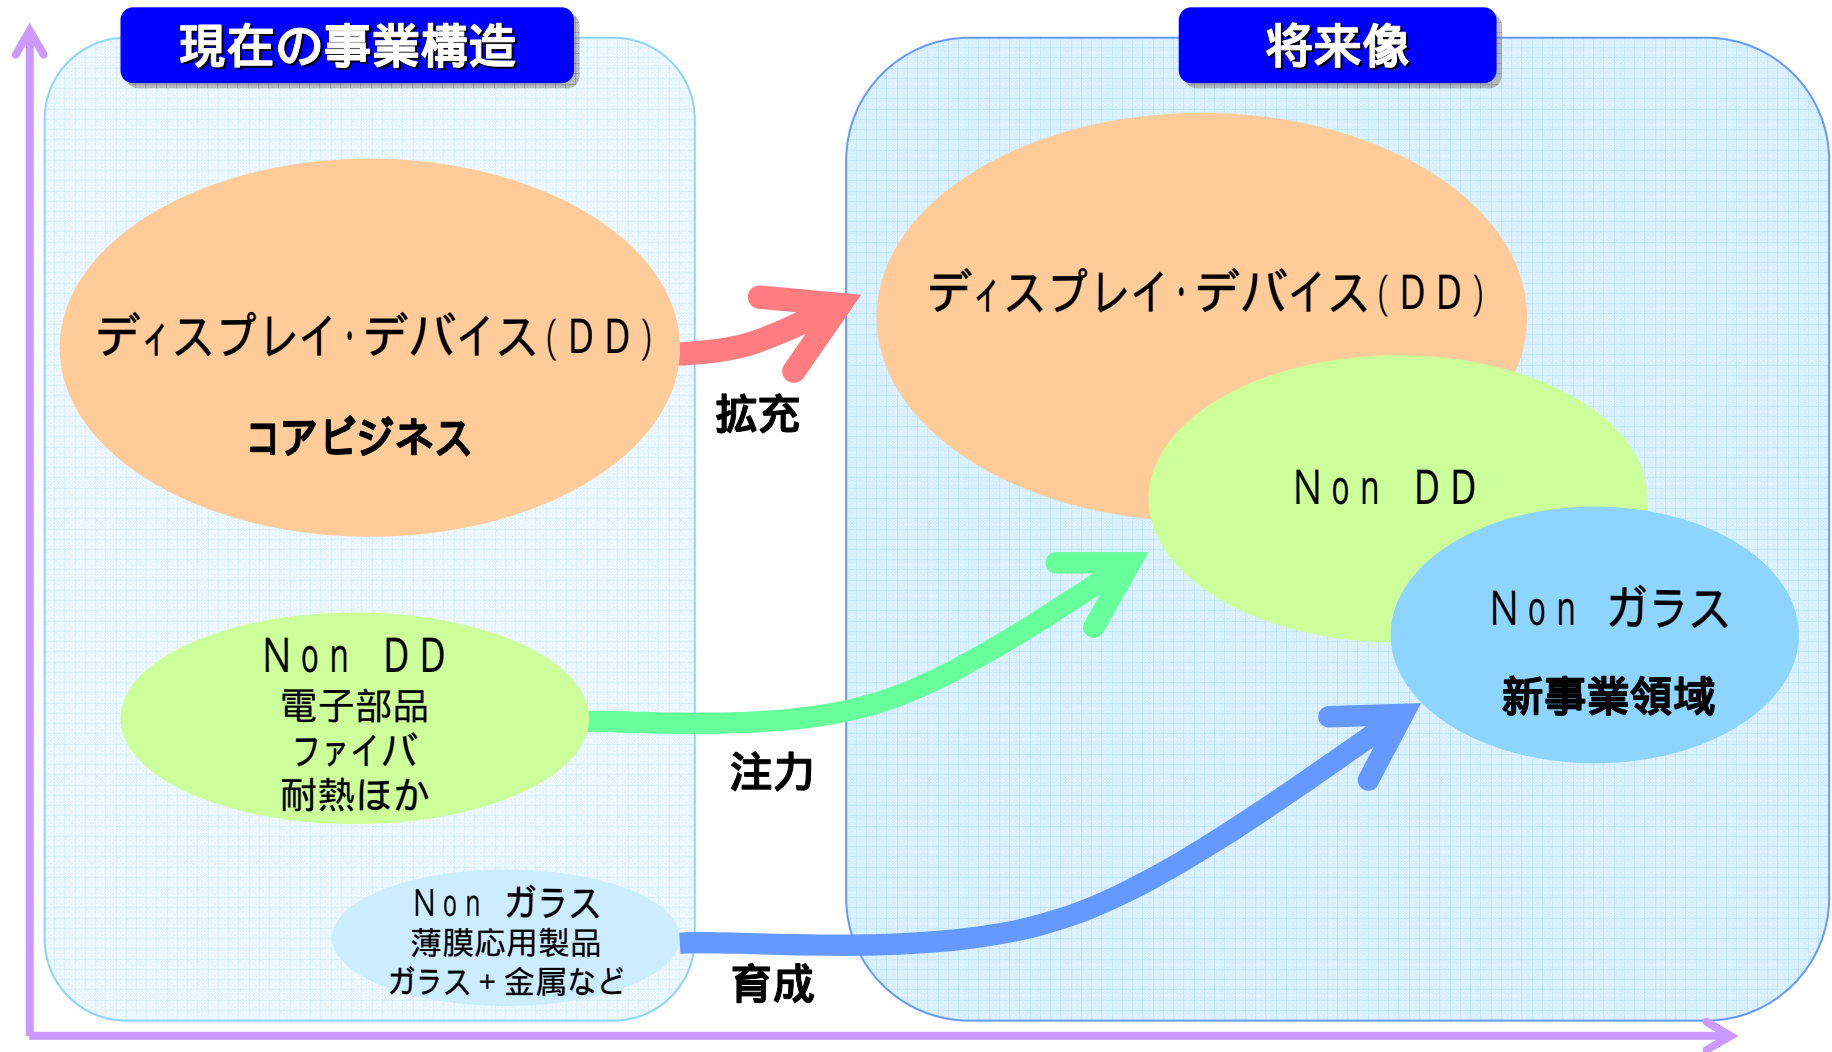 現在の事業構造
ディスプレイ・デバイス(DD)
コアビジネス
Non DD
電子部品
ファイバ
耐熱ほか
Non ガラス
薄膜応用製品
ガラス+金属など
拡充
注力
育成
将来像
ディスプレイ・デバイス(DD)
Non DD
Non ガラス
新事業領域